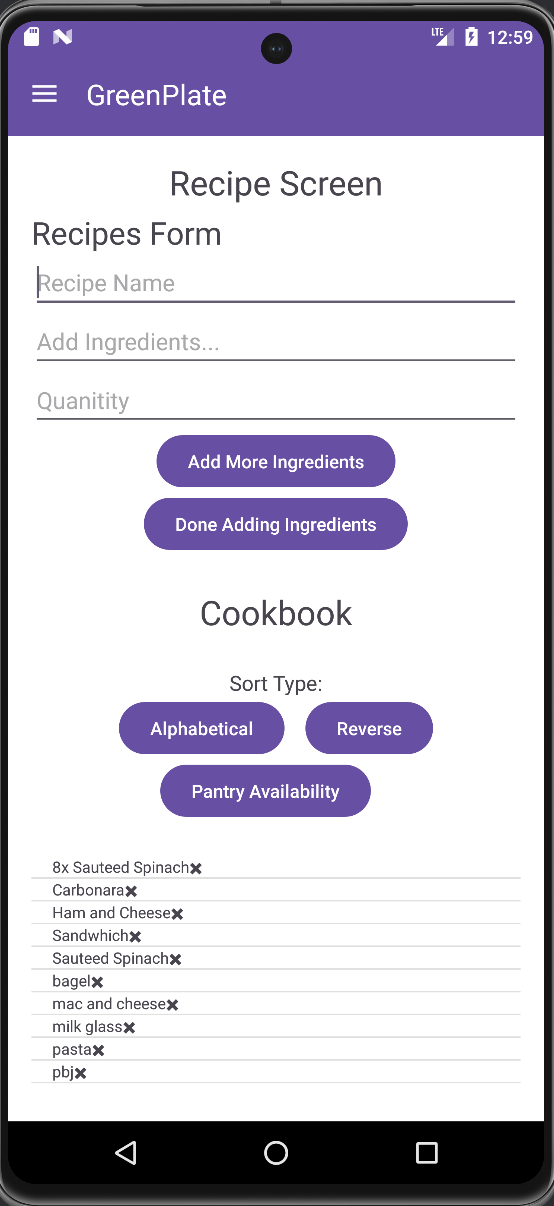 LTE 12:59
GreenPlate
Recipe Screen
Recipes Form
Recipe Name
Add Ingredients...
Quanitity
Add More Ingredients
Done Adding Ingredients
Cookbook
Sort Type:
Alphabetical Reverse
Pantry Availability
8x Sauteed Spinach✖
Carbonara✖
Ham and Cheese✖
Sandwhich✖
Sauteed Spinach✖
bagel✖
mac and cheese✖
milk glass✖
pasta✖
pbj✖